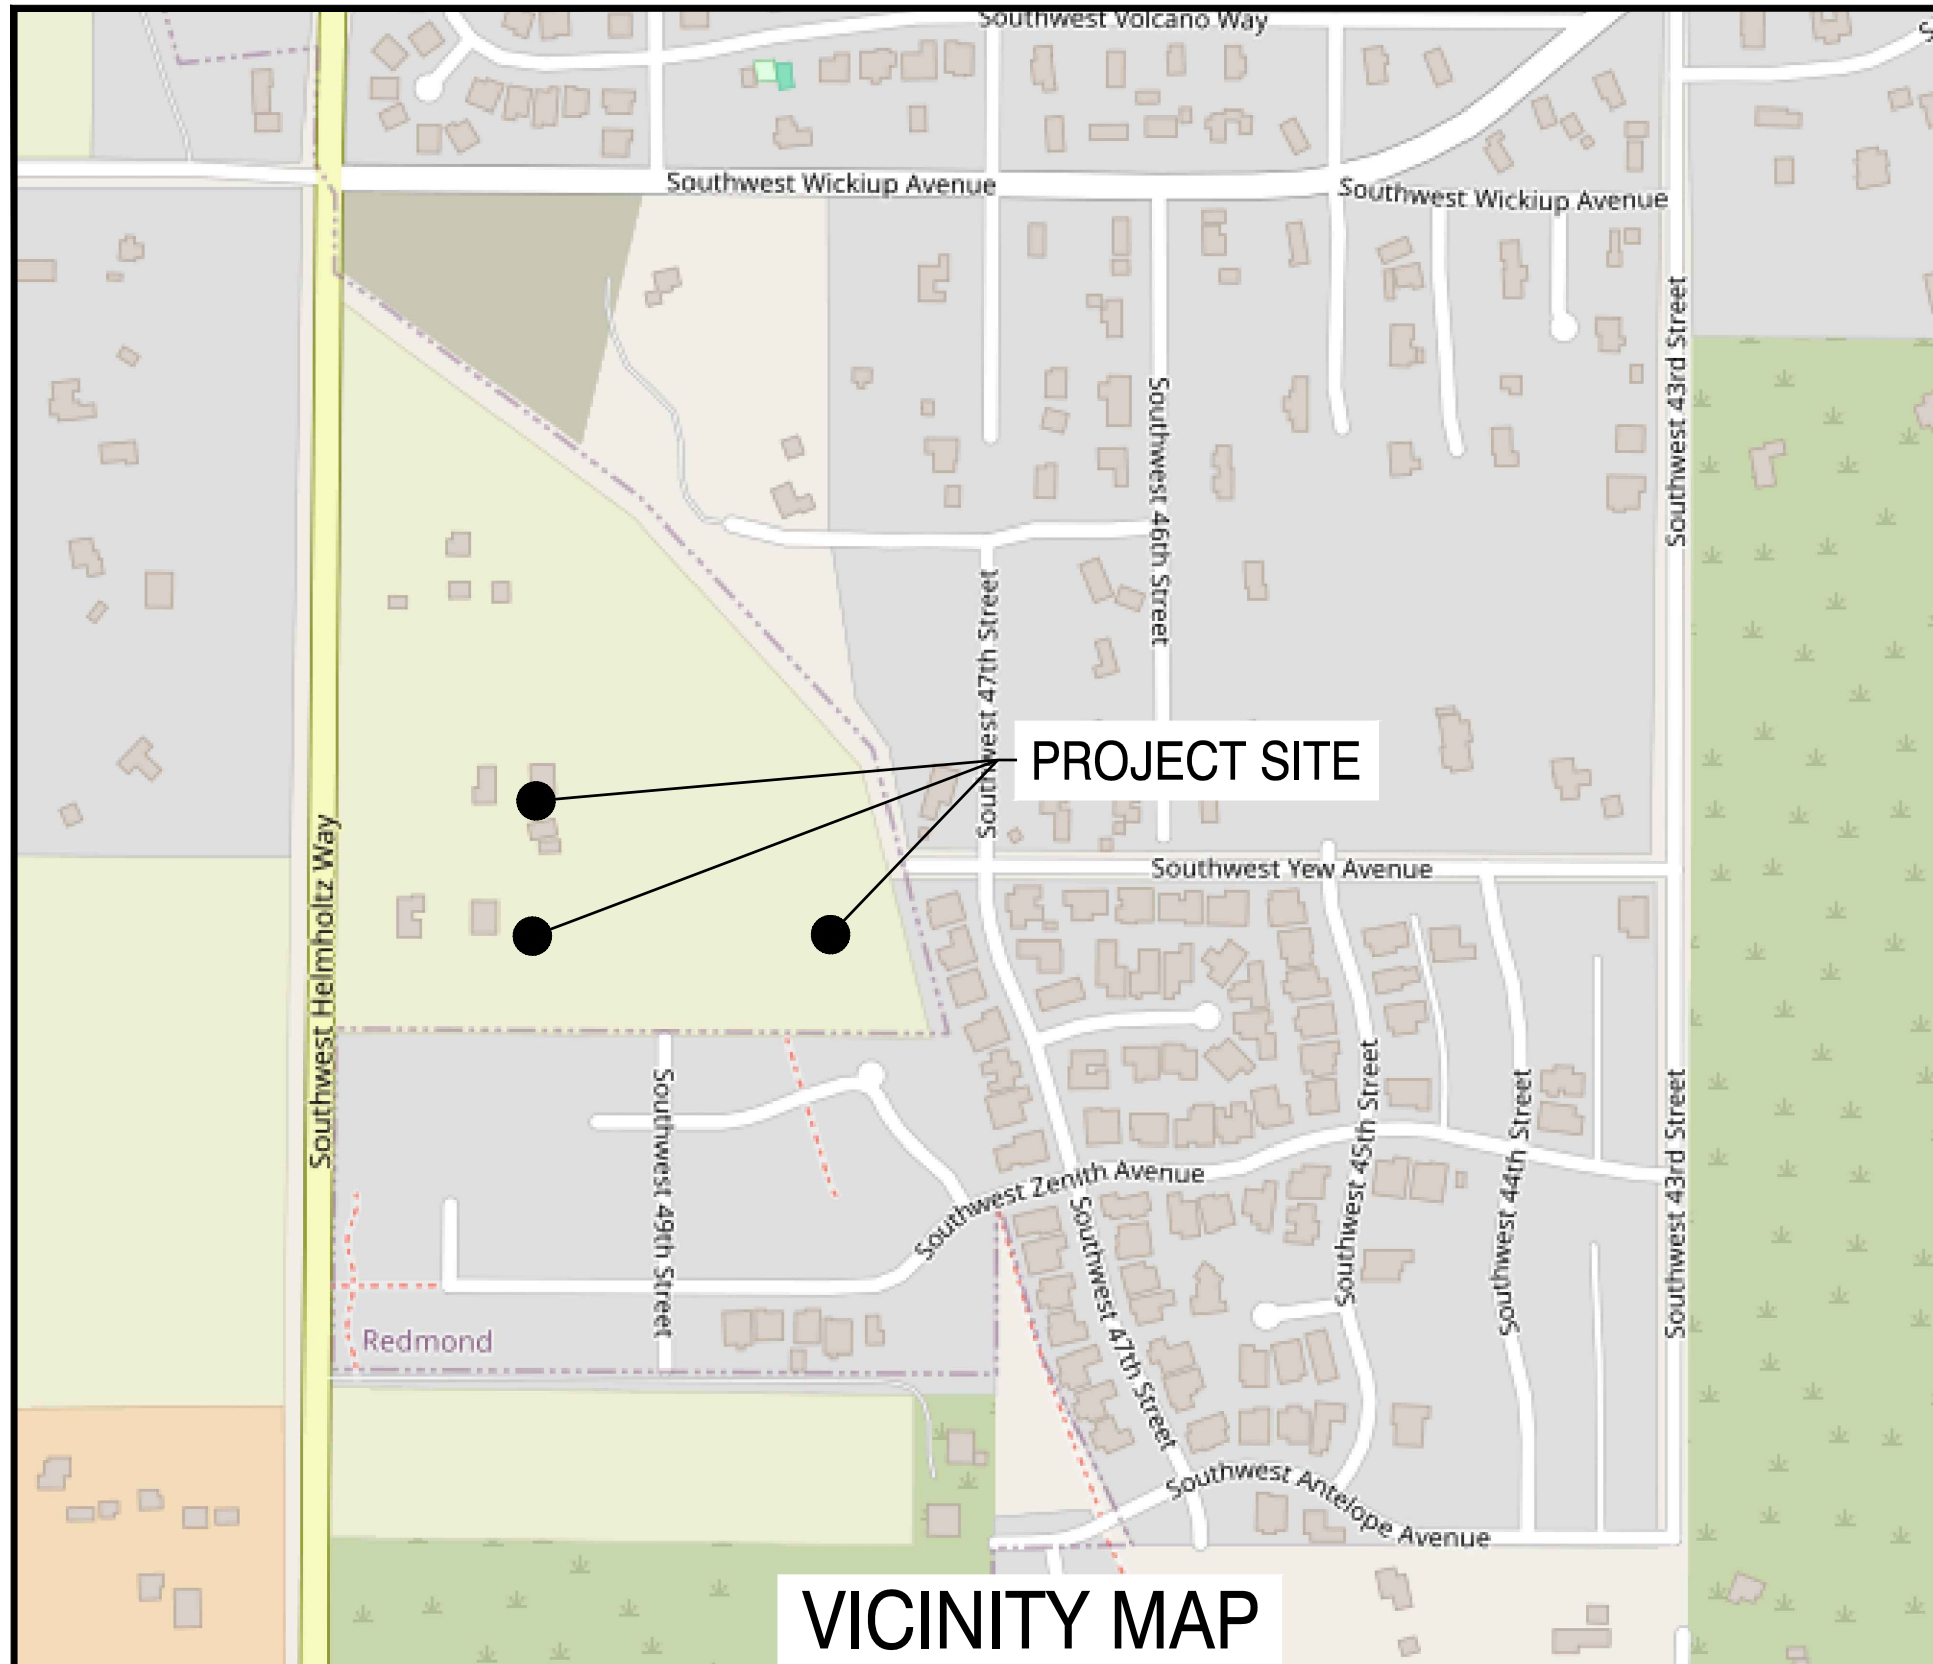 Southwest Volcano Way
Southwest Wickiup Avenue
Southwest Wickiup Avenue
Southwest 43rd Street
Southwest 46th Street
Southwest 47th Street
PROJECT SITE
Southwest Helmholtz Way
Southwest Yew Avenue
Southwest 49th Street
Southwest Zenith Avenue
Southwest 45th Street
Southwest 44th Street
Southwest 43rd Street
Southwest 47th Street
Redmond
Southwest Antelope Avenue
VICINITY MAP